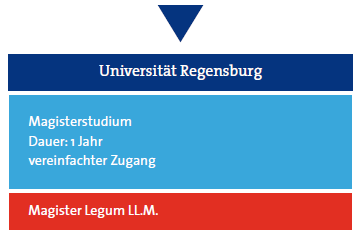 Universität Regensburg
Magisterstudium
Dauer: 1 Jahr
vereinfachter Zugang
Magister Legum LL.M.